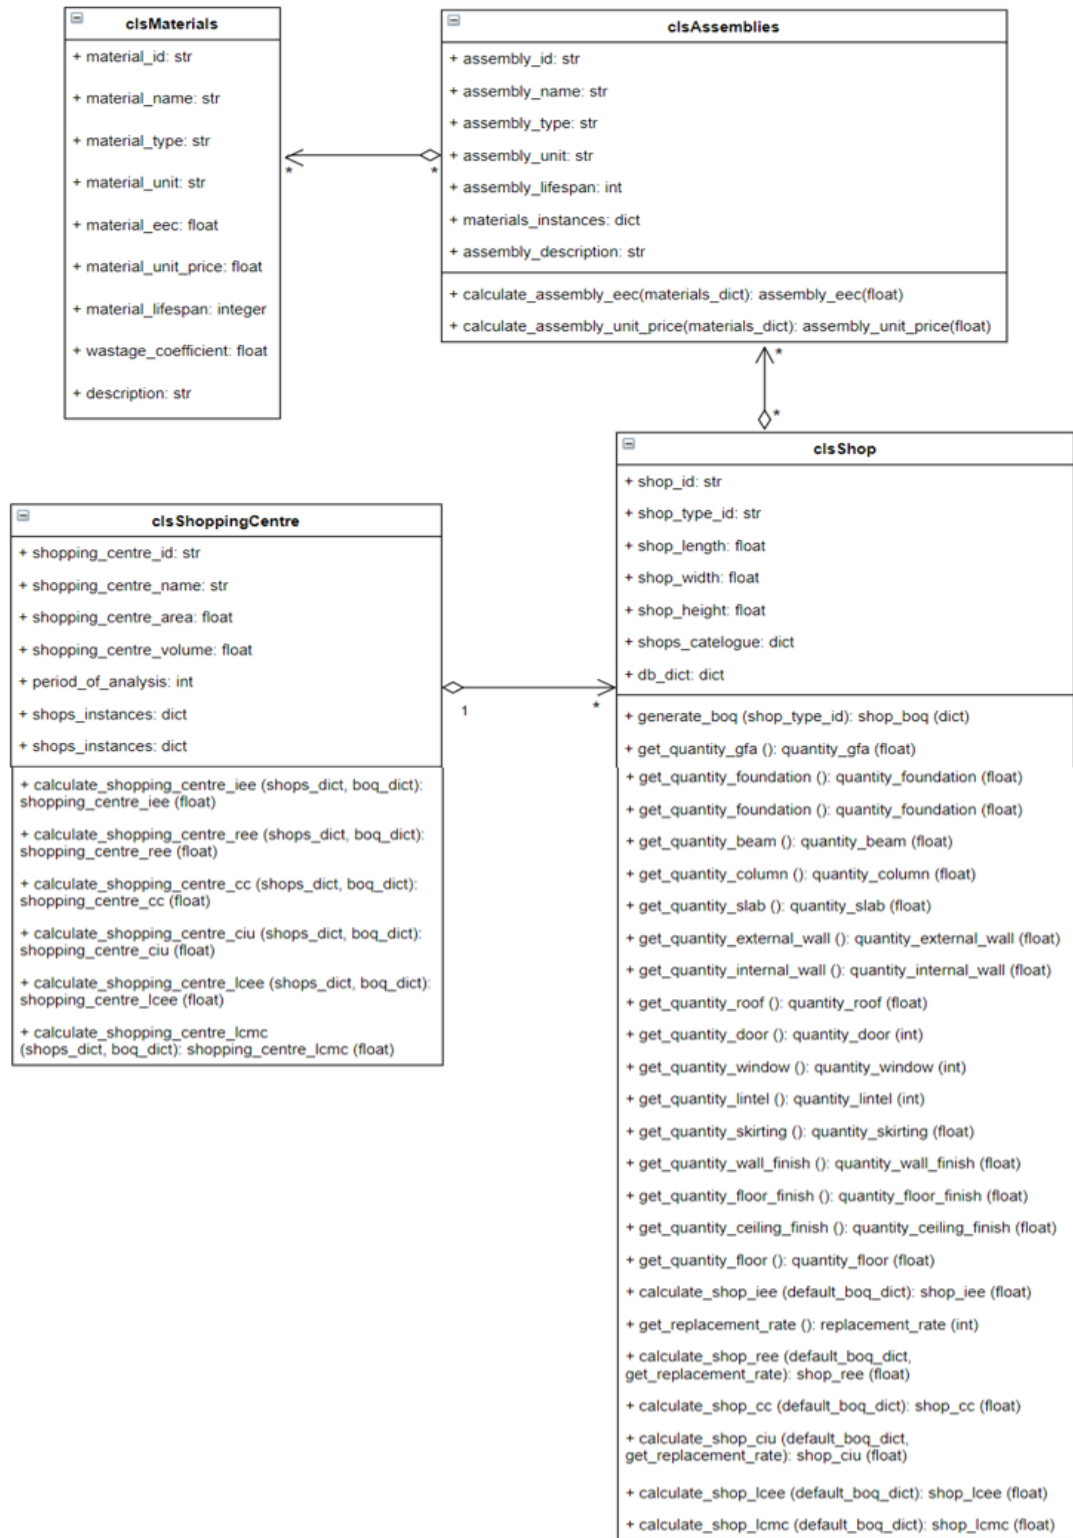 clsMaterials
+ material_id: str
+ material_name: str
+ material_type: str
+ material_unit: str
+ material_eec: float
+ material_unit_price: float
+ material_lifespan: integer
+ wastage_coefficient: float
+ description: str
*
*
clsAssemblies
+ assembly_id: str
+ assembly_name: str
+ assembly_type: str
+ assembly_unit: str
+ assembly_lifespan: int
+ materials_instances: dict
+ assembly_description: str
+ calculate_assembly_eec(materials_dict): assembly_eec(float)
+ calculate_assembly_unit_price(materials_dict): assembly_unit_price(float)
*
*
clsShoppingCentre
+ shopping_centre_id: str
+ shopping_centre_name: str
+ shopping_centre_area: float
+ shopping_centre_volume: float
+ period_of_analysis: int
+ shops_instances: dict
+ shops_instances: dict
+ calculate_shopping_centre_iee (shops_dict, boq_dict):
shopping_centre_iee (float)
+ calculate_shopping_centre_ree (shops_dict, boq_dict):
shopping_centre_ree (float)
+ calculate_shopping_centre_cc (shops_dict, boq_dict):
shopping_centre_cc (float)
+ calculate_shopping_centre_ciu (shops_dict, boq_dict):
shopping_centre_ciu (float)
+ calculate_shopping_centre_lcee (shops_dict, boq_dict):
shopping_centre_lcee (float)
+ calculate_shopping_centre_lcmc
(shops_dict, boq_dict): shopping_centre_lcmc (float)
1
*
clsShop
+ shop_id: str
+ shop_type_id: str
+ shop_length: float
+ shop_width: float
+ shop_height: float
+ shops_catelogue: dict
+ db_dict: dict
+ generate_boq (shop_type_id): shop_boq (dict)
+ get_quantity_gfa (): quantity_gfa (float)
+ get_quantity_foundation (): quantity_foundation (float)
+ get_quantity_foundation (): quantity_foundation (float)
+ get_quantity_beam (): quantity_beam (float)
+ get_quantity_column (): quantity_column (float)
+ get_quantity_slab (): quantity_slab (float)
+ get_quantity_external_wall (): quantity_external_wall (float)
+ get_quantity_internal_wall (): quantity_internal_wall (float)
+ get_quantity_roof (): quantity_roof (float)
+ get_quantity_door (): quantity_door (int)
+ get_quantity_window (): quantity_window (int)
+ get_quantity_lintel (): quantity_lintel (int)
+ get_quantity_skirting (): quantity_skirting (float)
+ get_quantity_wall_finish (): quantity_wall_finish (float)
+ get_quantity_floor_finish (): quantity_floor_finish (float)
+ get_quantity_ceiling_finish (): quantity_ceiling_finish (float)
+ get_quantity_floor (): quantity_floor (float)
+ calculate_shop_iee (default_boq_dict): shop_iee (float)
+ get_replacement_rate (): replacement_rate (int)
+ calculate_shop_ree (default_boq_dict,
get_replacement_rate): shop_ree (float)
+ calculate_shop_cc (default_boq_dict): shop_cc (float)
+ calculate_shop_ciu (default_boq_dict,
get_replacement_rate): shop_ciu (float)
+ calculate_shop_lcee (default_boq_dict): shop_lcee (float)
+ calculate_shop_lcmc (default_boq_dict): shop_lcmc (float)